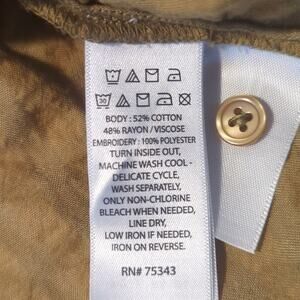 30
BODY : 52% COTTON
48% RAYON / VISCOSE
EMBROIDERY : 100% POLYESTER
TURN INSIDE OUT,
MACHINE WASH COOL -
DELICATE CYCLE,
WASH SEPARATELY,
ONLY NON-CHLORINE
BLEACH WHEN NEEDED,
LINE DRY,
LOW IRON IF NEEDED,
IRON ON REVERSE.
RN# 75343